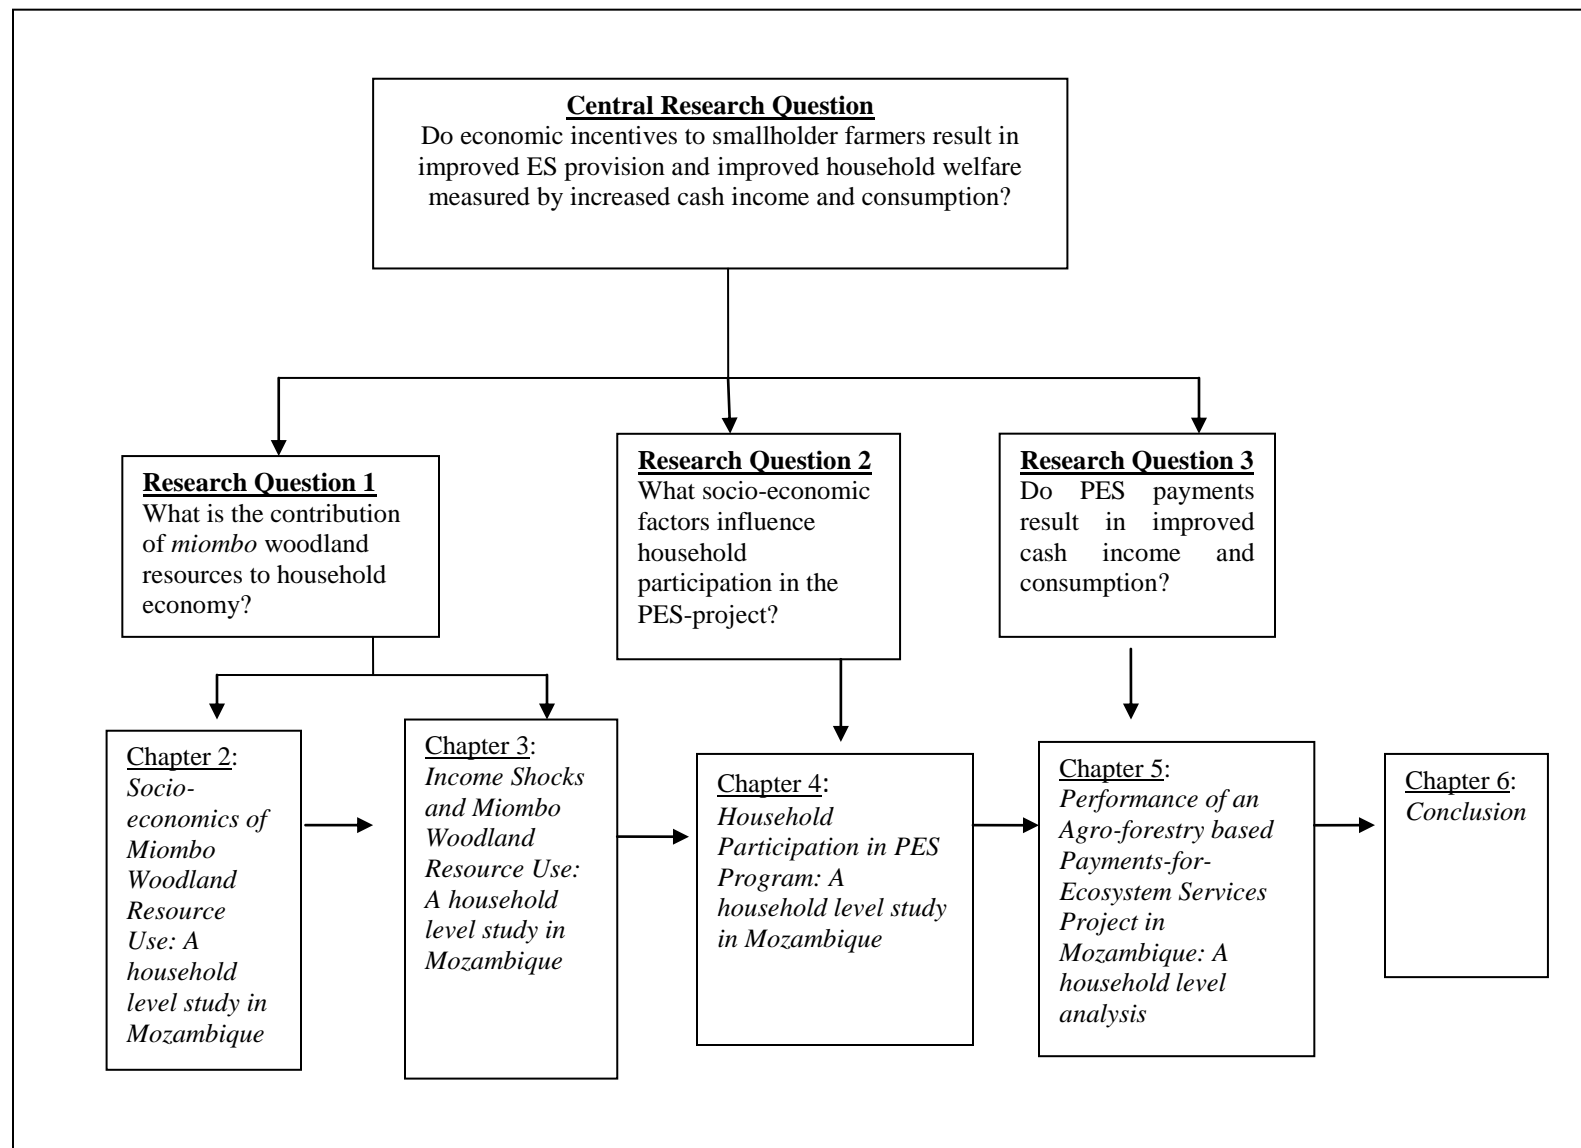 Central Research Question
Do economic incentives to smallholder farmers result in
improved ES provision and improved household welfare
measured by increased cash income and consumption?
Research Question 1
What is the contribution
of miombo woodland
resources to household
economy?
Research Question 2
What socio-economic
factors influence
household
participation in the
PES-project?
Research Question 3
Do PES payments
result in improved
cash income and
consumption?
Chapter 2:
Socio-
economics of
Miombo
Woodland
Resource
Use: A
household
level study in
Mozambique
Chapter 3:
Income Shocks
and Miombo
Woodland
Resource Use:
A household
level study in
Mozambique
Chapter 4:
Household
Participation in PES
Program: A
household level study
in Mozambique
Chapter 5:
Performance of an
Agro-forestry based
Payments-for-
Ecosystem Services
Project in
Mozambique: A
household level
analysis
Chapter 6:
Conclusion